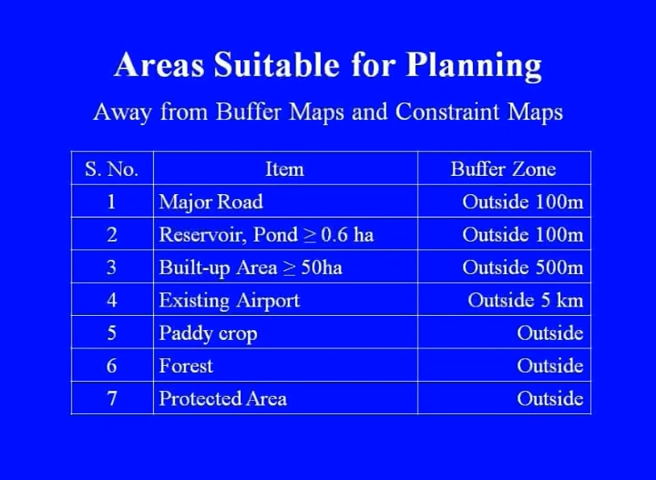 Areas Suitable for Planning
Away from Buffer Maps and Constraint Maps
S. No. Item Buffer Zone
1 Major Road Outside 100m
2 Reservoir, Pond ≥ 0.6 ha Outside 100m
3 Built-up Area ≥ 50ha Outside 500m
4 Existing Airport Outside 5 km
5 Paddy crop Outside
6 Forest Outside
7 Protected Area Outside